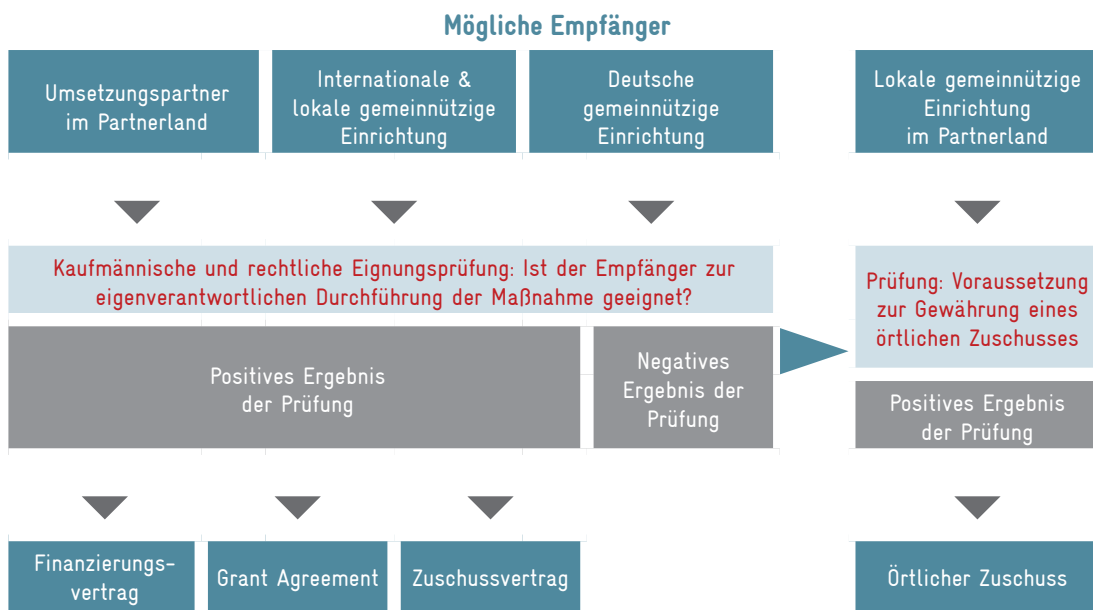 Mögliche Empfänger
Umsetzungspartner
im Partnerland
Internationale &
lokale gemeinnützige
Einrichtung
Deutsche
gemeinnützige
Einrichtung
Lokale gemeinnützige
Einrichtung
im Partnerland
Kaufmännische und rechtliche Eignungsprüfung: Ist der Empfänger zur
eigenverantwortlichen Durchführung der Maßnahme geeignet?
Prüfung: Voraussetzung
zur Gewährung eines
örtlichen Zuschusses
Positives Ergebnis
der Prüfung
Negatives
Ergebnis der
Prüfung
Positives Ergebnis
der Prüfung
Finanzierungs-
vertrag
Grant Agreement
Zuschussvertrag
Örtlicher Zuschuss